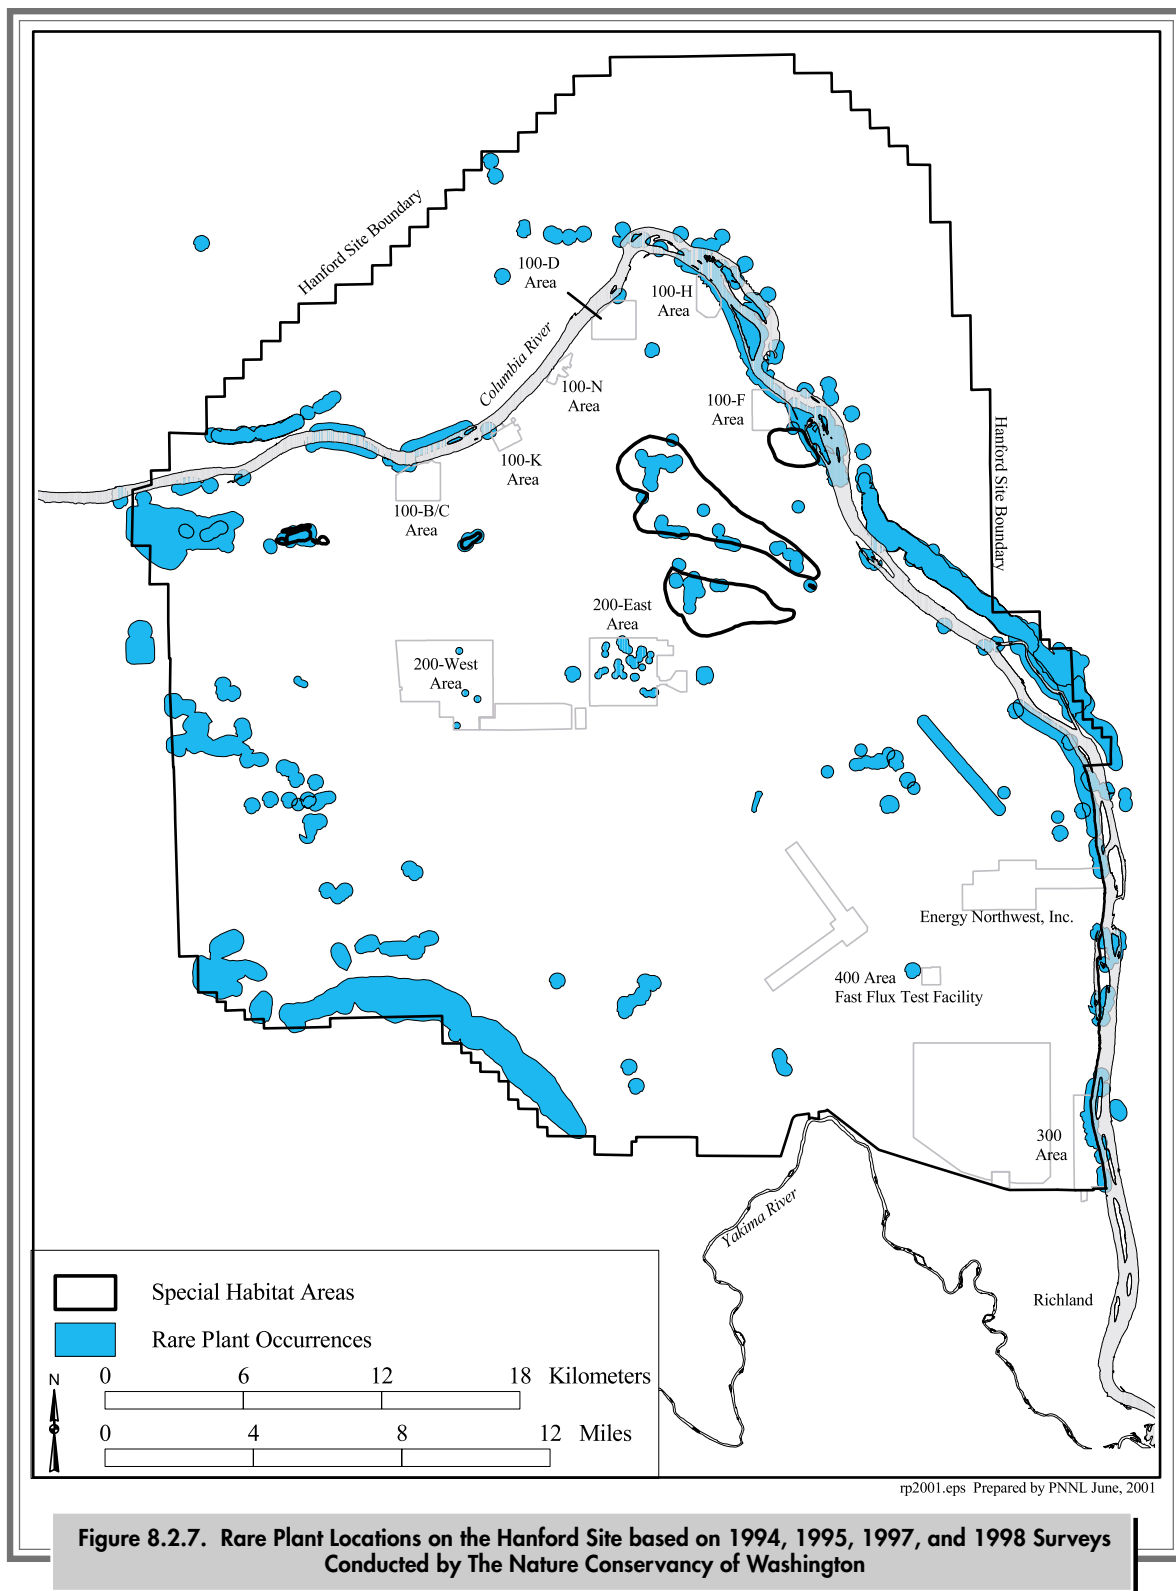 Hanford Site Boundary
100-D
Area
100-H
Area
Columbia River
100-N
Area
100-F
Area
100-K
Area
100-B/C
Area
Hanford Site Boundary
200-East
Area
200-West
Area
Energy Northwest, Inc.
400 Area
Fast Flux Test Facility
300
Area
Yakima River
Richland
Special Habitat Areas
Rare Plant Occurrences
N
0 6 12 18 Kilometers
0 4 8 12 Miles
rp2001.eps Prepared by PNNL June, 2001
Figure 8.2.7. Rare Plant Locations on the Hanford Site based on 1994, 1995, 1997, and 1998 Surveys
Conducted by The Nature Conservancy of Washington